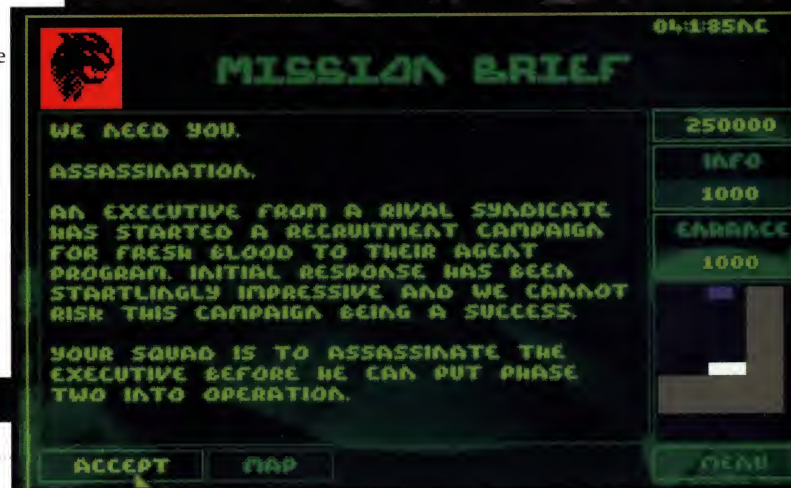 e
04:1:85NC
MISSION BRIEF
WE NEED YOU.
250000
ASSASSINATION.
INFO
1000
AN EXECUTIVE FROM A RIVAL SYNDICATE
HAS STARTED A RECRUITMENT CAMPAIGN
FOR FRESH BLOOD TO THEIR AGENT
PROGRAM. INITIAL RESPONSE HAS BEEN
STARTLINGLY IMPRESSIVE AND WE CANNOT
RISK THIS CAMPAIGN BEING A SUCCESS.
ENHANCE
1000
YOUR SQUAD IS TO ASSASSINATE THE
EXECUTIVE BEFORE HE CAN PUT PHASE
TWO INTO OPERATION.
ACCEPT
MAP
MENU